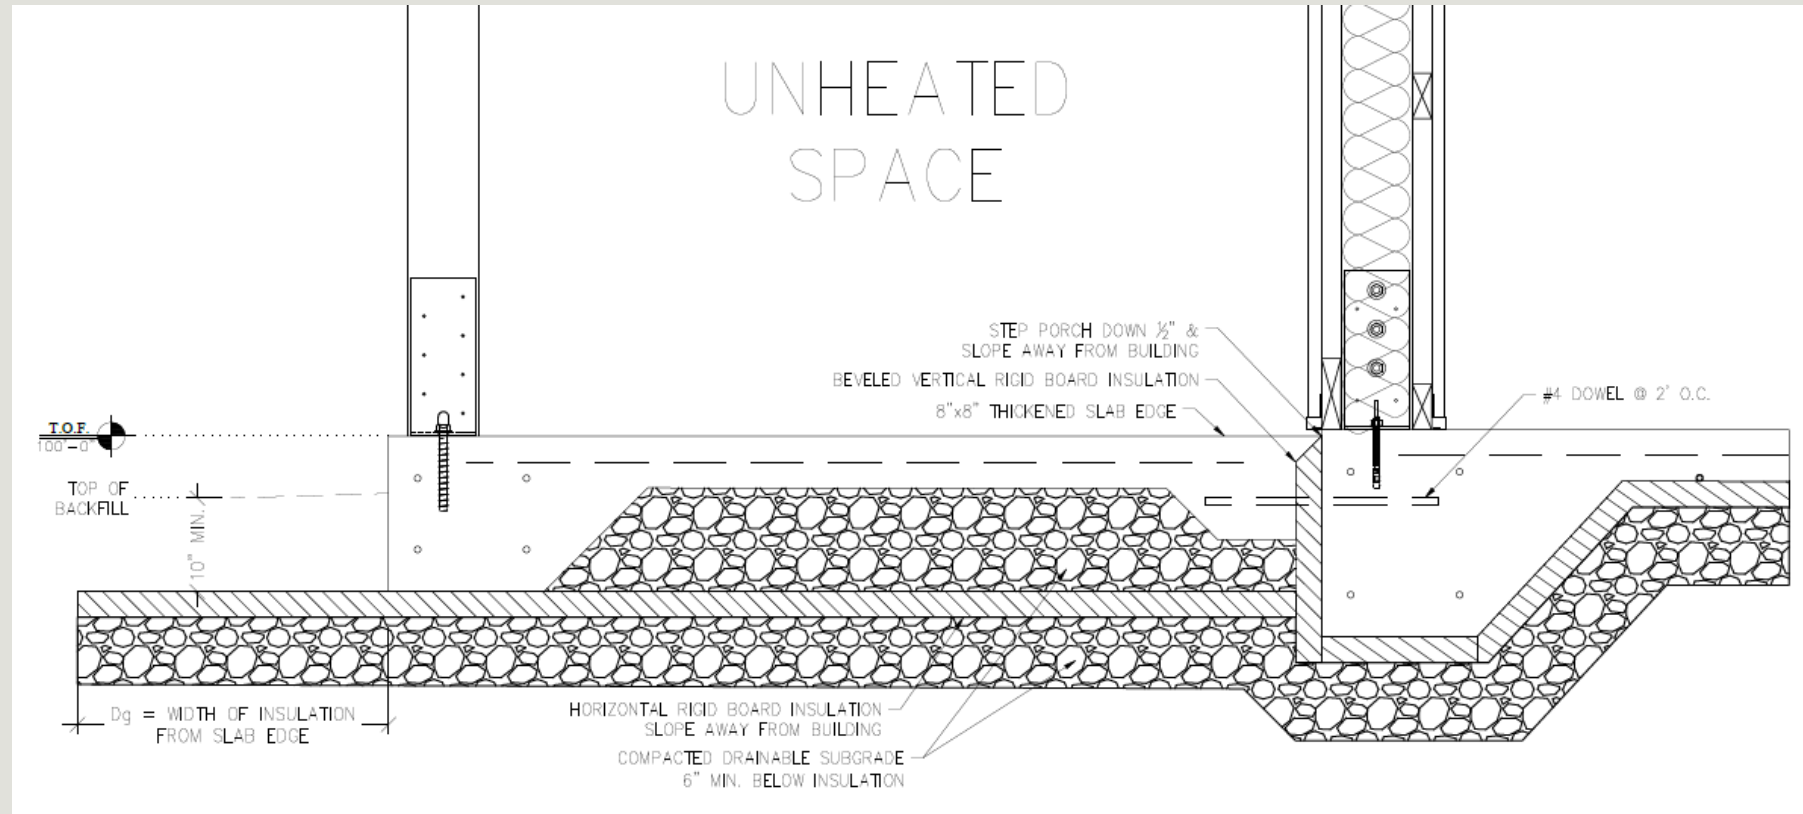 UNHEATED
SPACE
STEP PORCH DOWN ½" &
SLOPE AWAY FROM BUILDING
BEVELED VERTICAL RIGID BOARD INSULATION
8"x8" THICKENED SLAB EDGE
#4 DOWEL @ 2' O.C.
T.O.F.
100'-0"
TOP OF
BACKFILL
10" MIN.
Dg = WIDTH OF INSULATION
FROM SLAB EDGE
HORIZONTAL RIGID BOARD INSULATION
SLOPE AWAY FROM BUILDING
COMPACTED DRAINABLE SUBGRADE
6" MIN. BELOW INSULATION